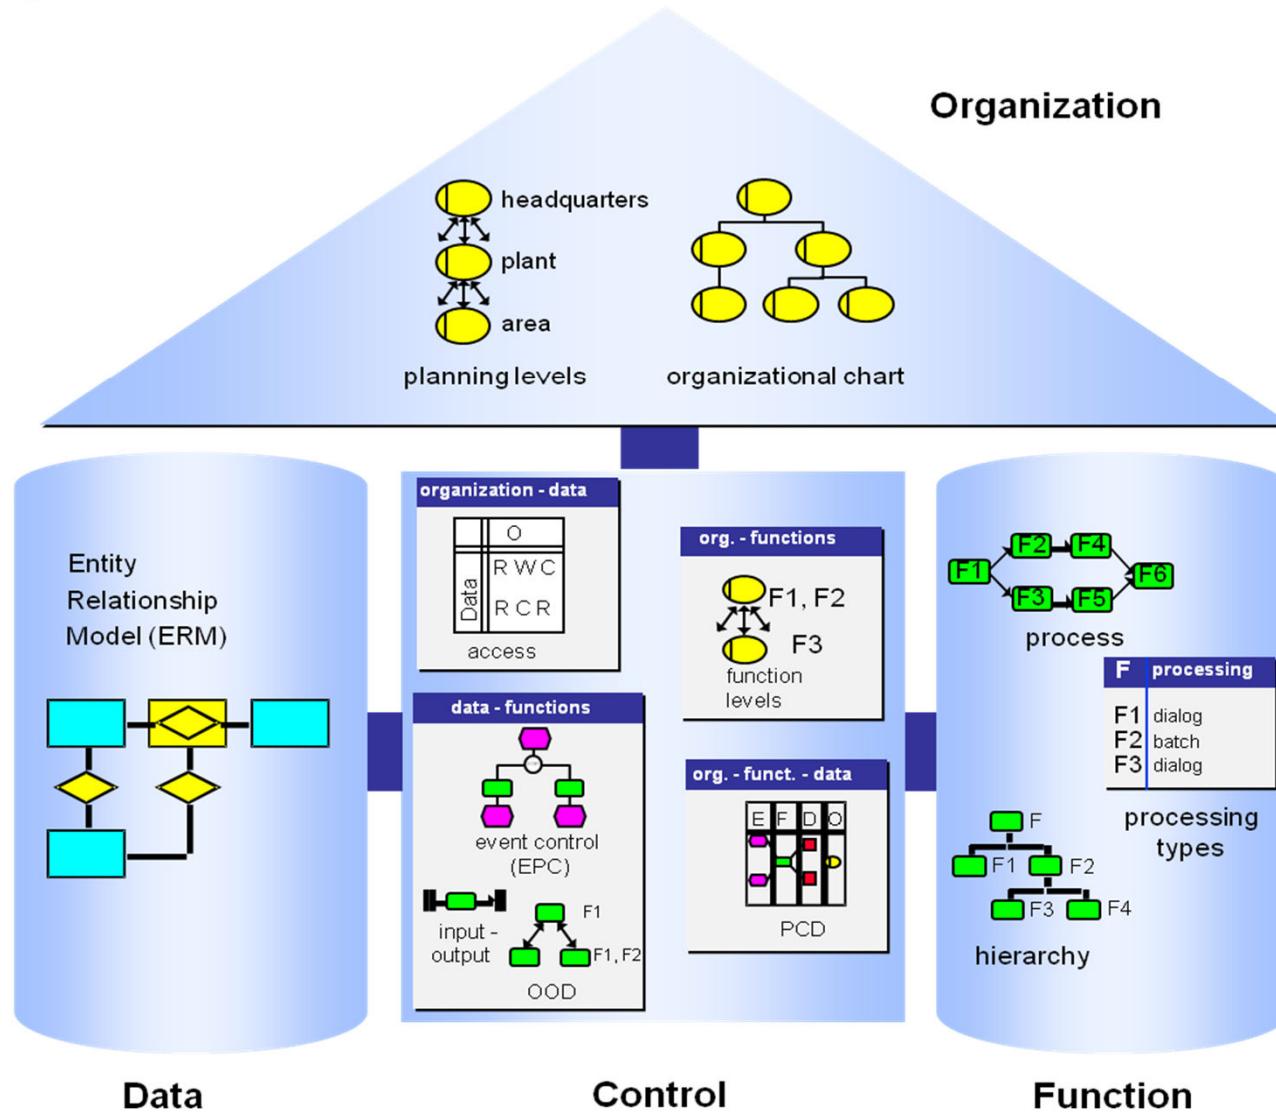 Organization
headquarters
plant
area
planning levels
organizational chart
Entity
Relationship
Model (ERM)
organization - data
O
Data
R W C
R C R
access
org. - functions
F1, F2
F3
function
levels
data - functions
event control
(EPC)
input -
output
F1
F1, F2
OOD
org. - funct. - data
E F D O
PCD
F1
F2
F4
F3
F5
F6
process
F processing
F1 dialog
F2 batch
F3 dialog
processing
types
F
F1
F2
F3
F4
hierarchy
Data
Control
Function